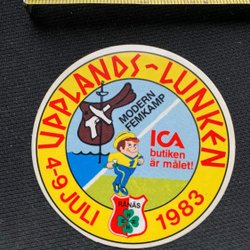 UPPLANDS-LUNKEN
MODERN
FEMKAMP
ICA
butiken
är målet!
RÅNÄS
4-9 JULI 1983